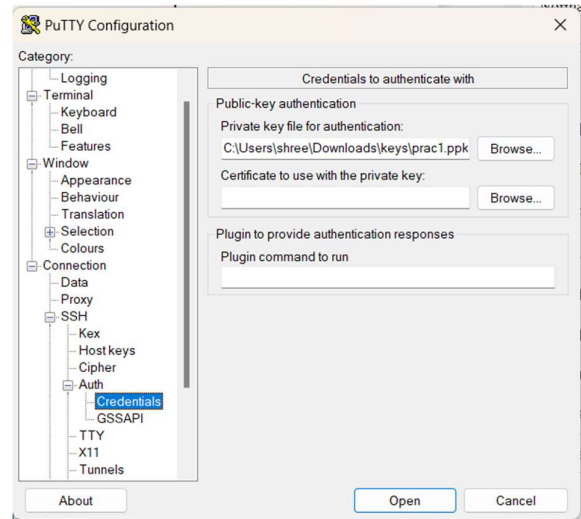 PuTTY Configuration
Category:
Logging
Terminal
Keyboard
Bell
Features
Window
Appearance
Behaviour
Translation
Selection
Colours
Connection
Data
Proxy
SSH
Kex
Host keys
Cipher
Auth
Credentials
GSSAPI
TTY
X11
Tunnels
Credentials to authenticate with
Public-key authentication
Private key file for authentication:
C:\Users\shree\Downloads\keys\prac1.ppk Browse...
Certificate to use with the private key:
Browse...
Plugin to provide authentication responses
Plugin command to run
About Open Cancel